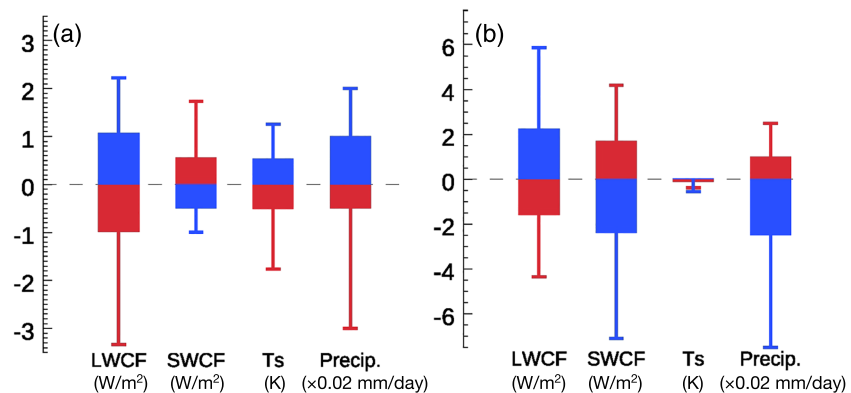 (a)
3
2
1
0
-1
-2
-3
LWCF SWCF Ts Precip.
(W/m²) (W/m²) (K) (×0.02 mm/day)
(b)
6
4
2
0
-2
-4
-6
LWCF SWCF Ts Precip.
(W/m²) (W/m²) (K) (×0.02 mm/day)